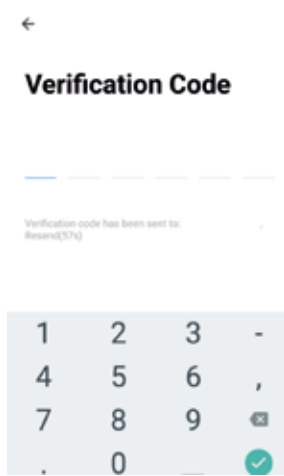 Verification Code
Verification code has been sent to: ,
Resend(57s)
1 2 3 -
4 5 6 ,
7 8 9
. 0